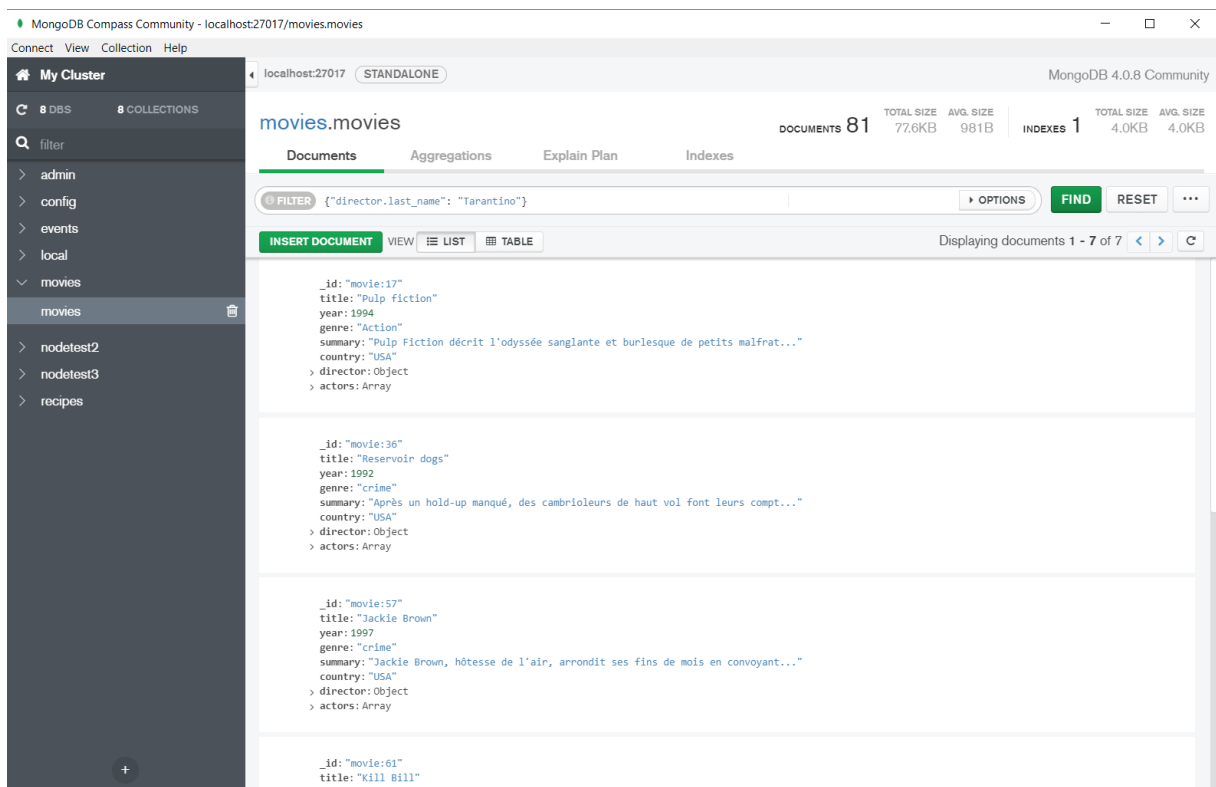 MongoDB Compass Community - localhost:27017/movies.movies
Connect View Collection Help
My Cluster
8 DBS 8 COLLECTIONS
filter
admin
config
events
local
movies
movies
nodetest2
nodetest3
recipes
localhost:27017 STANDALONE MongoDB 4.0.8 Community
movies.movies
DOCUMENTS 81 TOTAL SIZE 77.6KB AVG. SIZE 981B INDEXES 1 TOTAL SIZE 4.0KB AVG. SIZE 4.0KB
Documents Aggregations Explain Plan Indexes
FILTER {"director.last_name": "Tarantino"} OPTIONS FIND RESET ...
INSERT DOCUMENT VIEW LIST TABLE Displaying documents 1 - 7 of 7
_id: "movie:17"
title: "Pulp fiction"
year: 1994
genre: "Action"
summary: "Pulp Fiction décrit l'odyssée sanglante et burlesque de petits malfrat..."
country: "USA"
director: Object
actors: Array
_id: "movie:36"
title: "Reservoir dogs"
year: 1992
genre: "crime"
summary: "Après un hold-up manqué, des cambrioleurs de haut vol font leurs compt..."
country: "USA"
director: Object
actors: Array
_id: "movie:57"
title: "Jackie Brown"
year: 1997
genre: "crime"
summary: "Jackie Brown, hôtesse de l'air, arrondit ses fins de mois en convoyant..."
country: "USA"
director: Object
actors: Array
_id: "movie:61"
title: "Kill Bill"